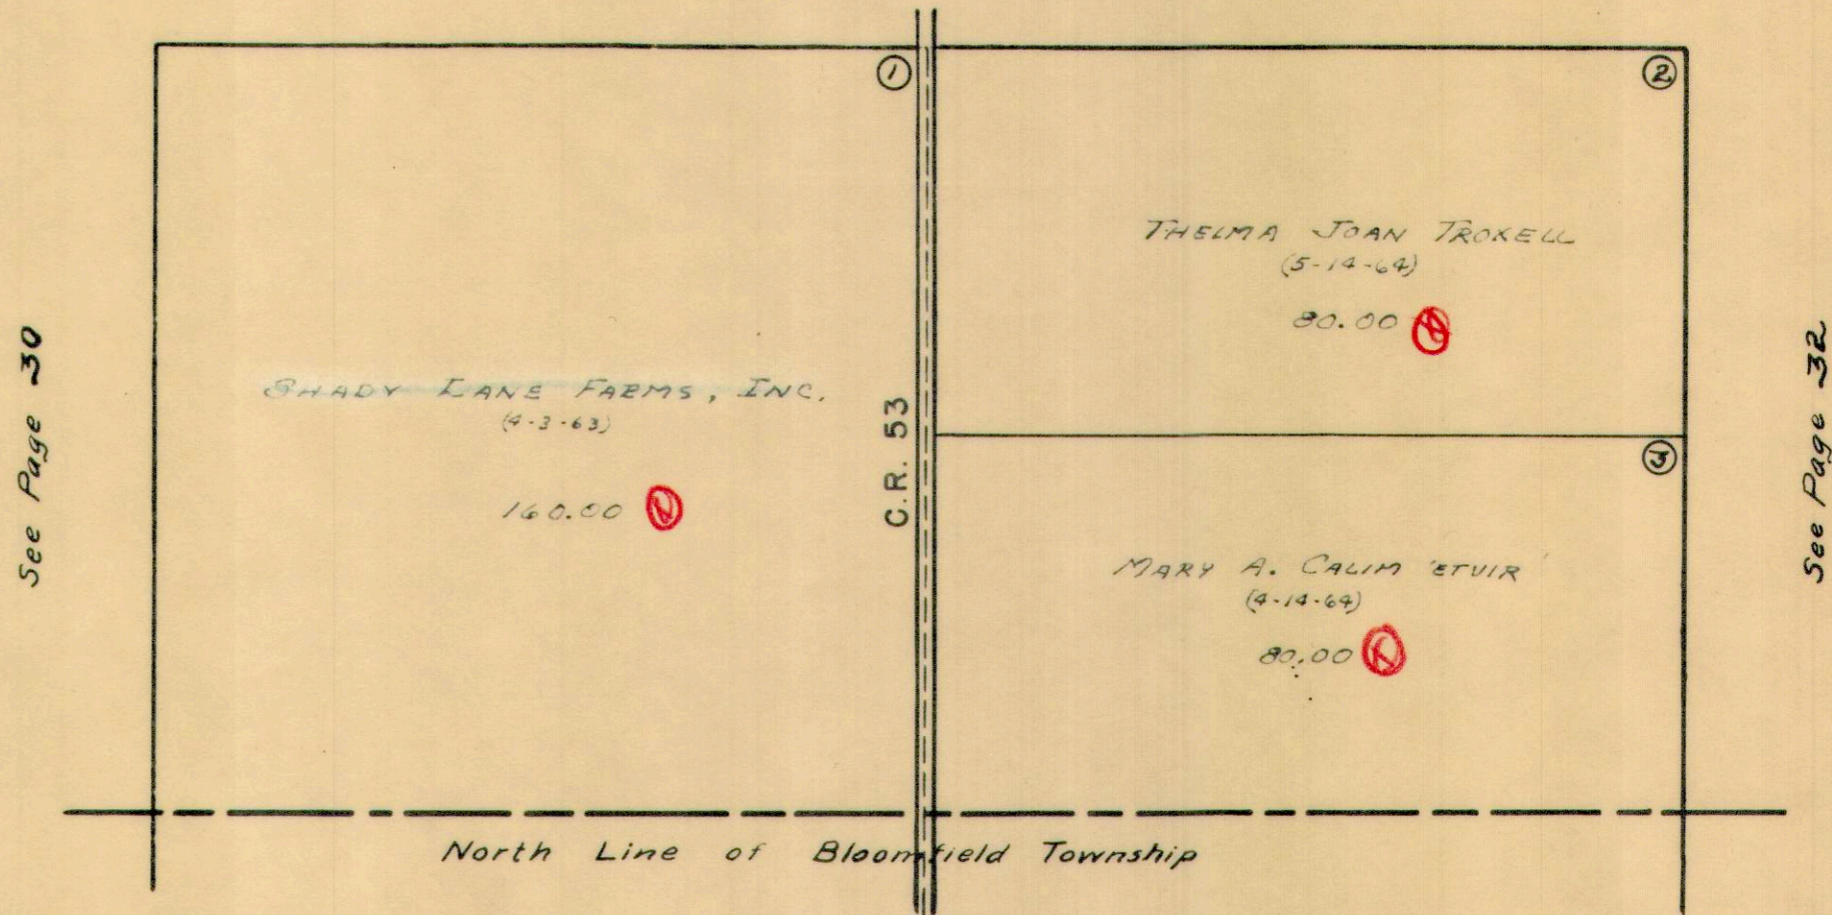 ①
②
THELMA JOAN TROXELL
(5-14-64)
80.00
See Page 30
SHADY LANE FARMS, INC.
(4-3-63)
160.00
C.R. 53
③
See Page 32
MARY A. CALIM ETUIR
(4-14-64)
80.00
North Line of Bloomfield Township